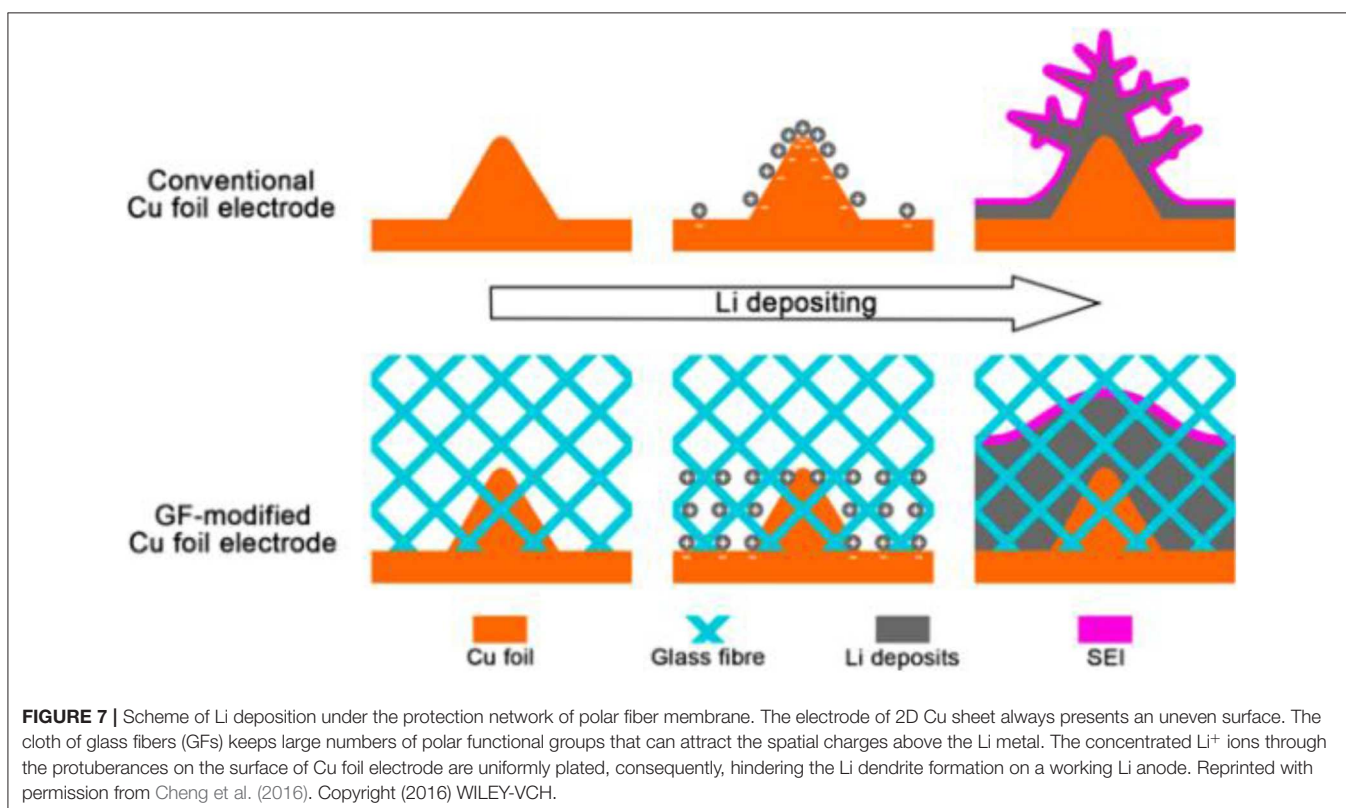 Conventional
Cu foil electrode
Li depositing
GF-modified
Cu foil electrode
Cu foil
Glass fibre
Li deposits
SEI
FIGURE 7 | Scheme of Li deposition under the protection network of polar fiber membrane. The electrode of 2D Cu sheet always presents an uneven surface. The
cloth of glass fibers (GFs) keeps large numbers of polar functional groups that can attract the spatial charges above the Li metal. The concentrated Li⁺ ions through
the protuberances on the surface of Cu foil electrode are uniformly plated, consequently, hindering the Li dendrite formation on a working Li anode. Reprinted with
permission from Cheng et al. (2016). Copyright (2016) WILEY-VCH.